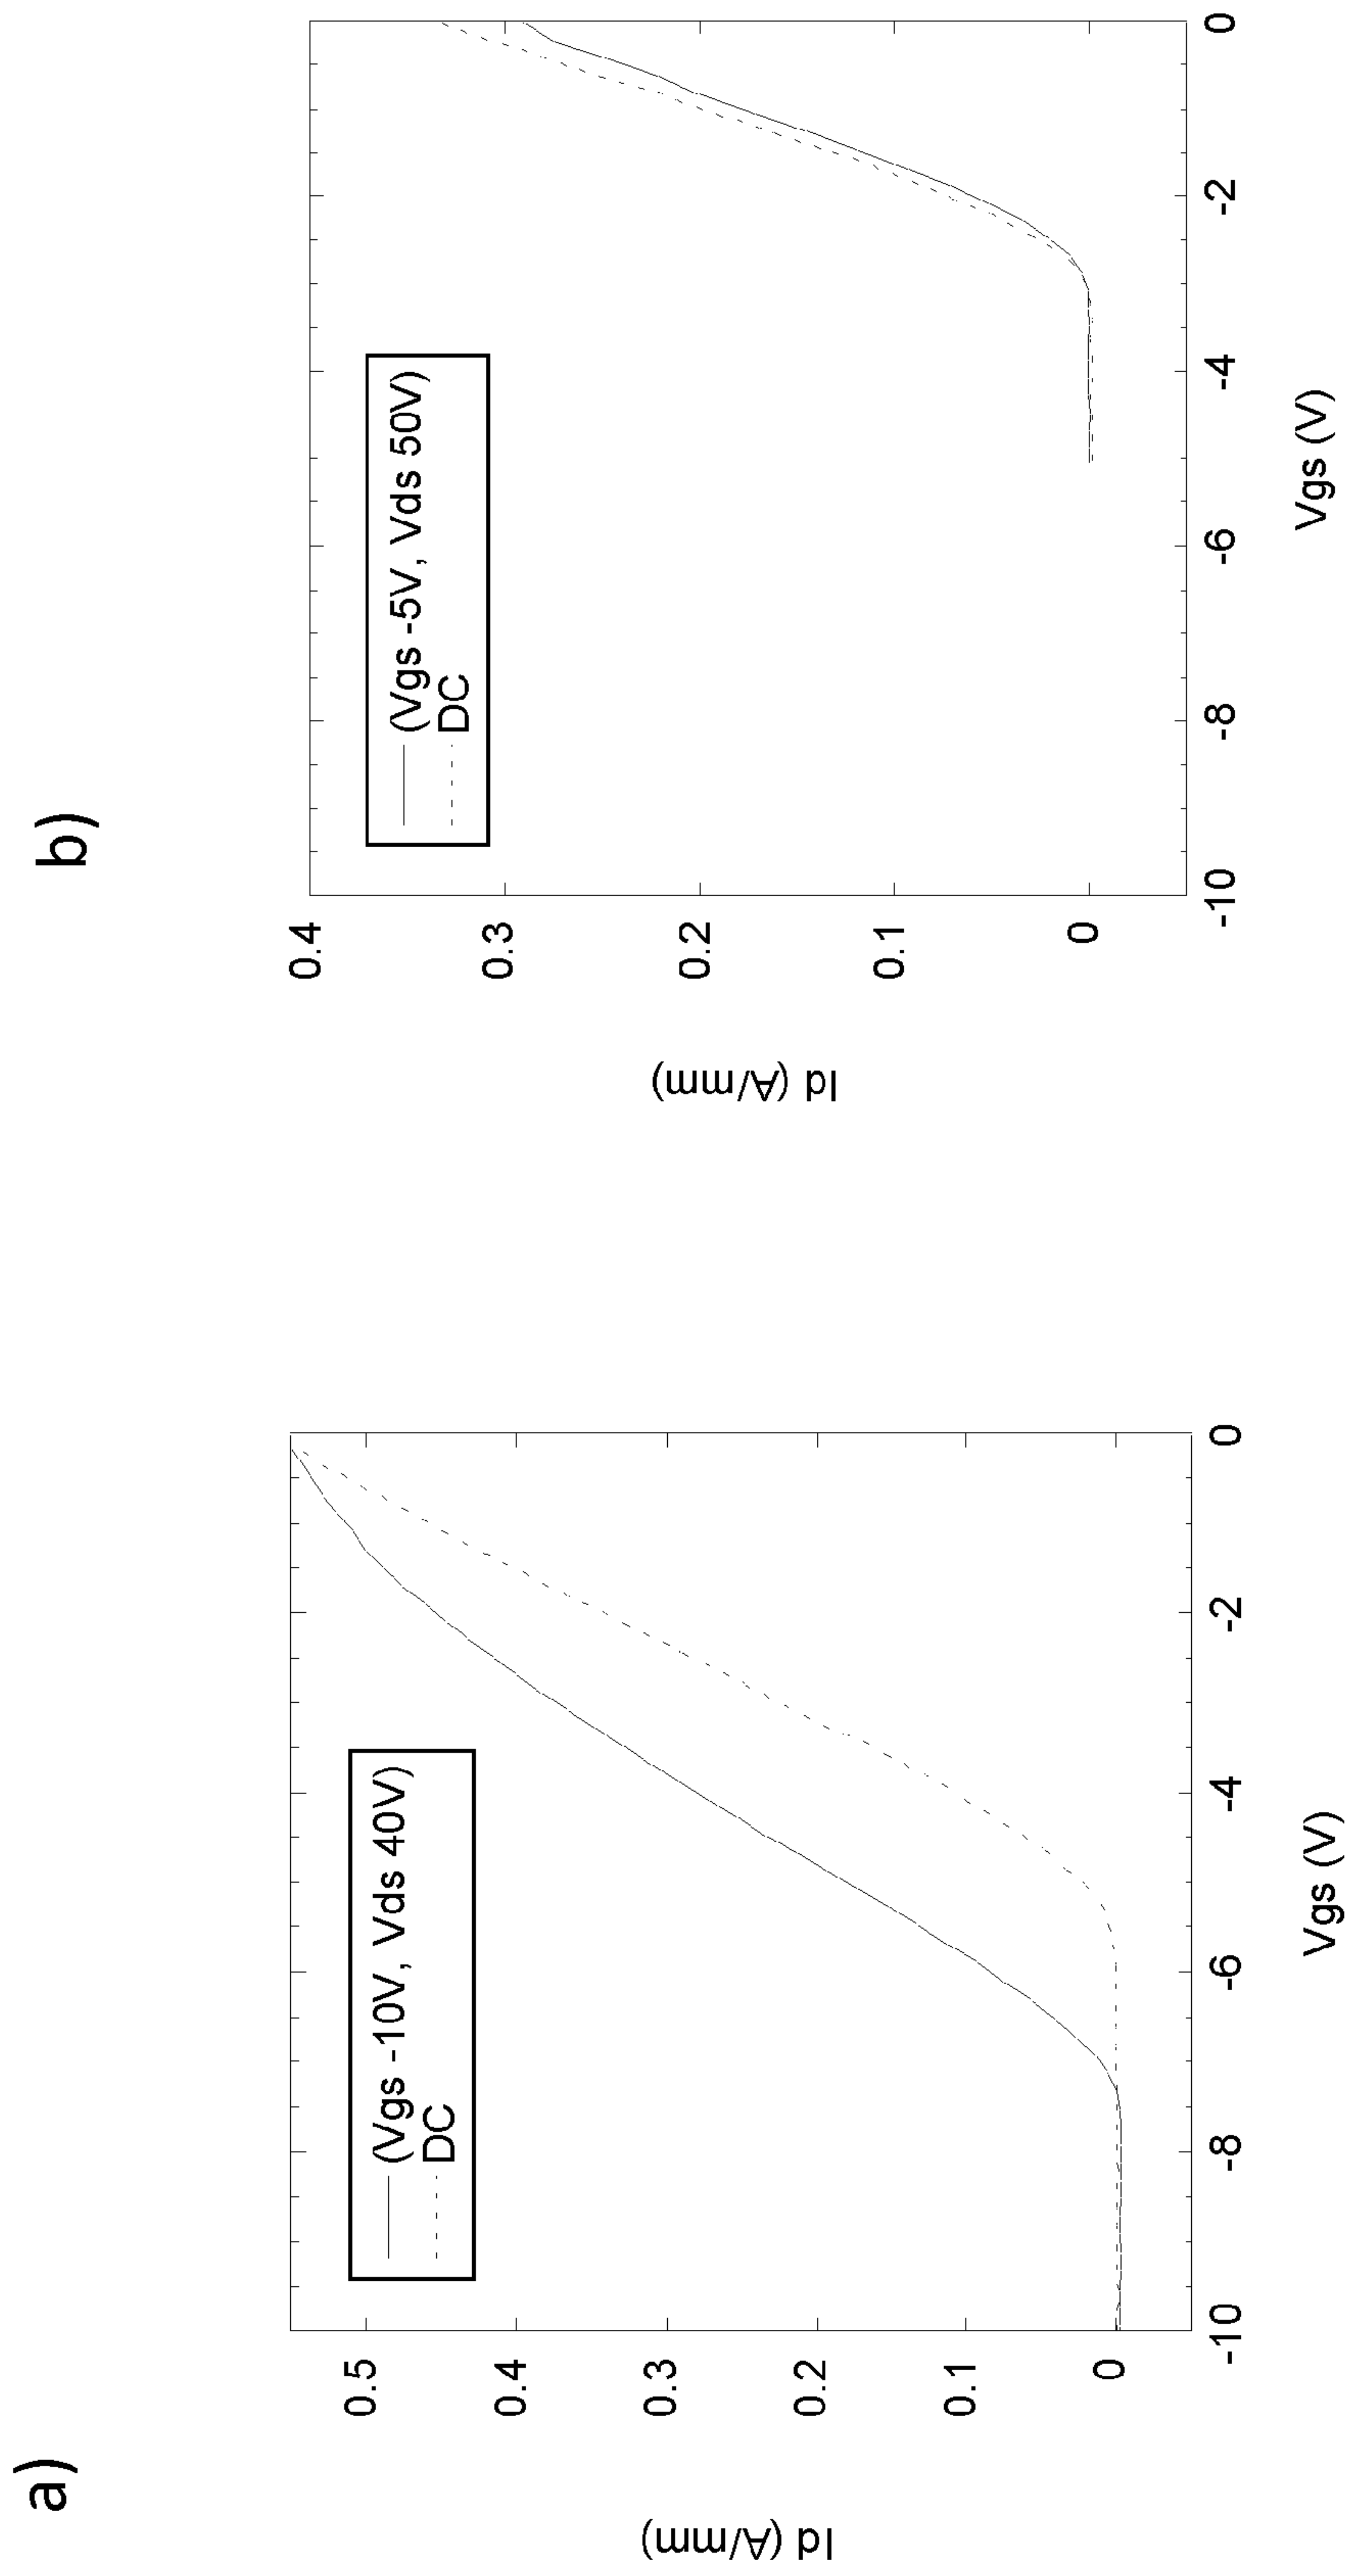 a)
Id (A/mm)
0.5
0.4
0.3
0.2
0.1
0
(Vgs -10V, Vds 40V)
DC
-10
-8
-6
-4
-2
0
Vgs (V)
b)
Id (A/mm)
0.4
0.3
0.2
0.1
0
(Vgs -5V, Vds 50V)
DC
-10
-8
-6
-4
-2
0
Vgs (V)